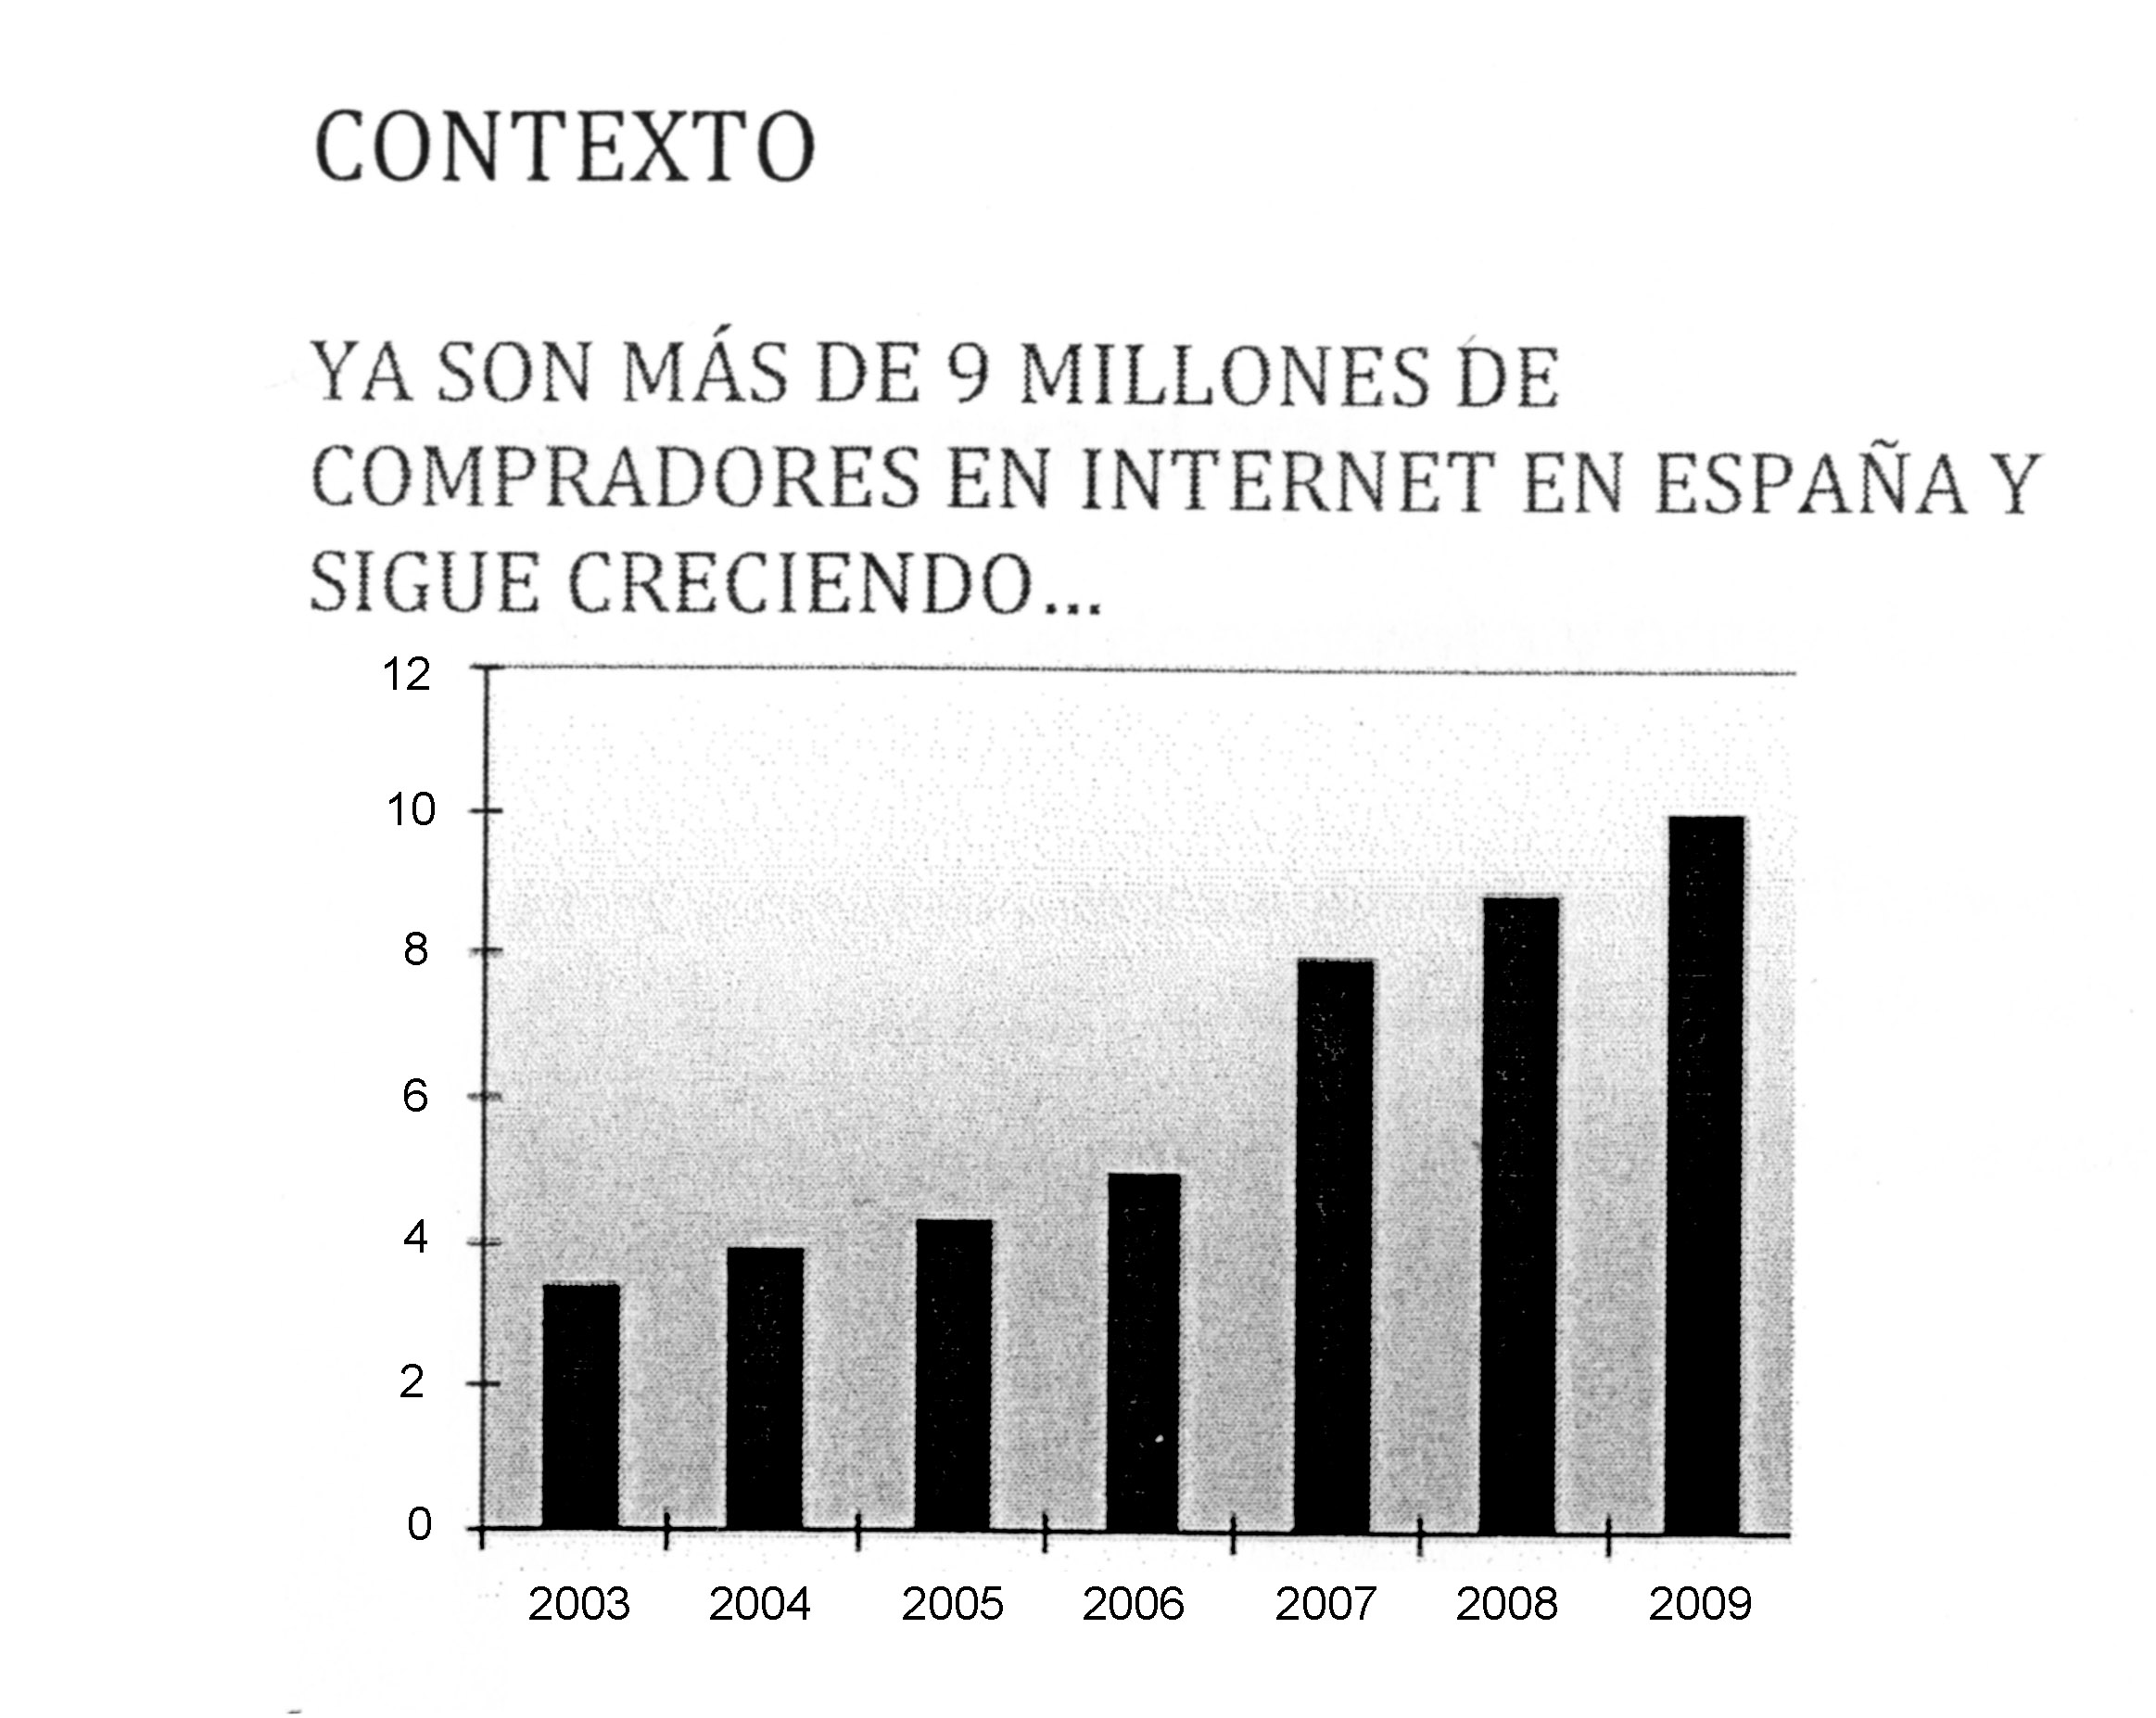 CONTEXTO
YA SON MÁS DE 9 MILLONES DE
COMPRADORES EN INTERNET EN ESPAÑA Y
SIGUE CRECIENDO...
12
10
8
6
4
2
0
2003 2004 2005 2006 2007 2008 2009